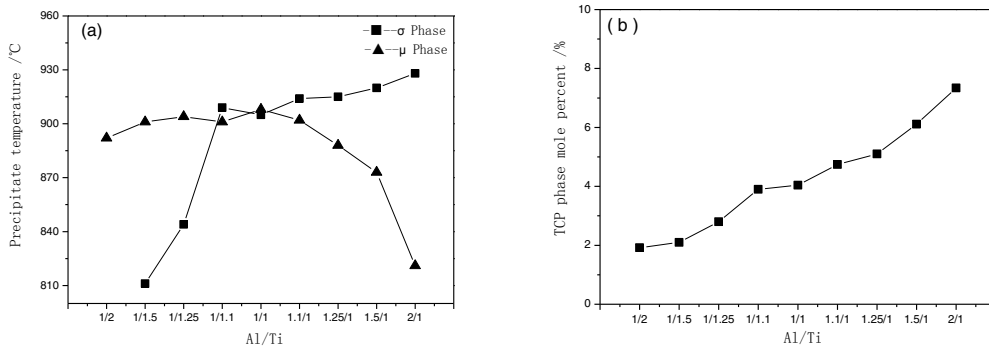 (a)
960
930
900
870
840
810
Precipitate temperature /℃
—σ Phase
—μ Phase
1/2 1/1.5 1/1.25 1/1.1 1/1 1.1/1 1.25/1 1.5/1 2/1
Al/Ti
( b )
10
8
6
4
2
0
TCP phase mole percent /%
1/2 1/1.5 1/1.25 1/1.1 1/1 1.1/1 1.25/1 1.5/1 2/1
Al/Ti